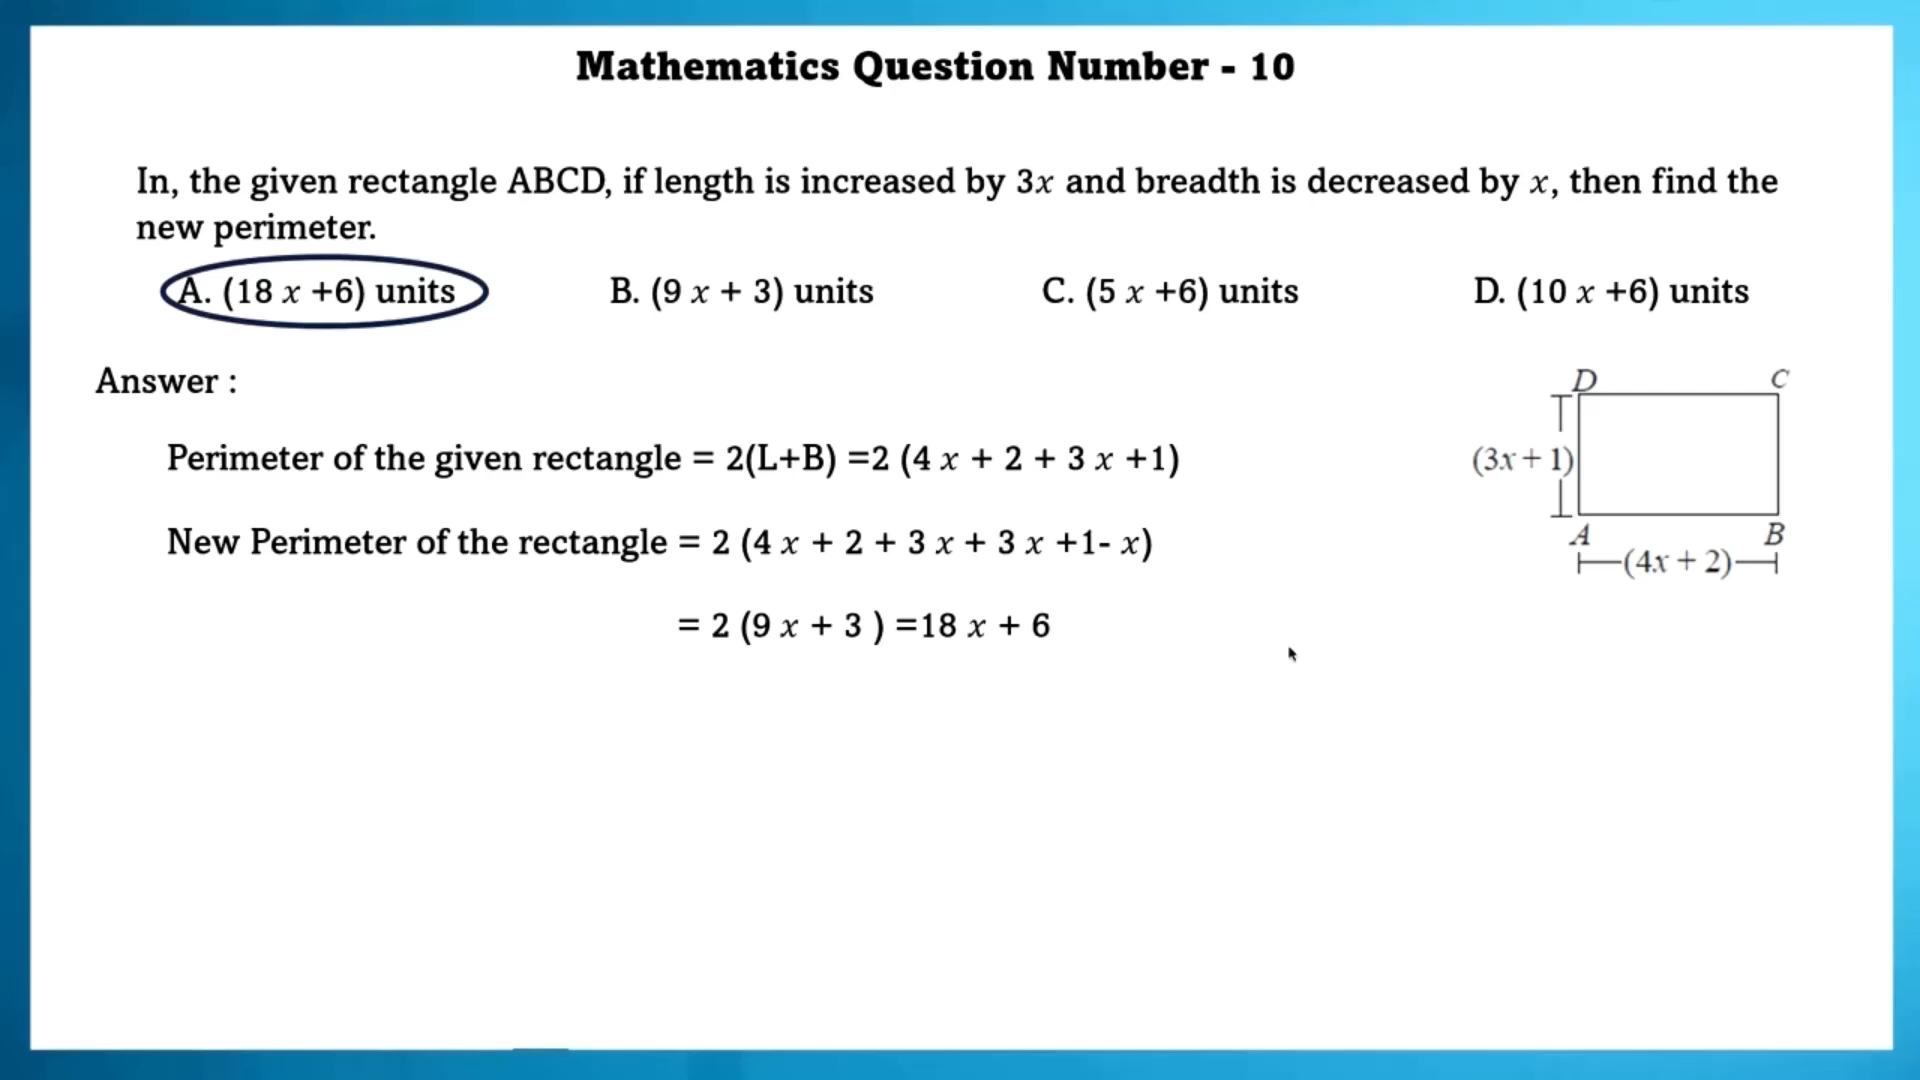 Mathematics Question Number - 10
In, the given rectangle ABCD, if length is increased by 3x and breadth is decreased by x, then find the
new perimeter.
A. (18 x +6) units B. (9 x + 3) units C. (5 x +6) units D. (10 x +6) units
Answer :
D C
Perimeter of the given rectangle = 2(L+B) =2 (4 x + 2 + 3 x +1)
(3x + 1)
New Perimeter of the rectangle = 2 (4 x + 2 + 3 x + 3 x +1- x)
A B
(4x + 2)
= 2 (9 x + 3 ) =18 x + 6